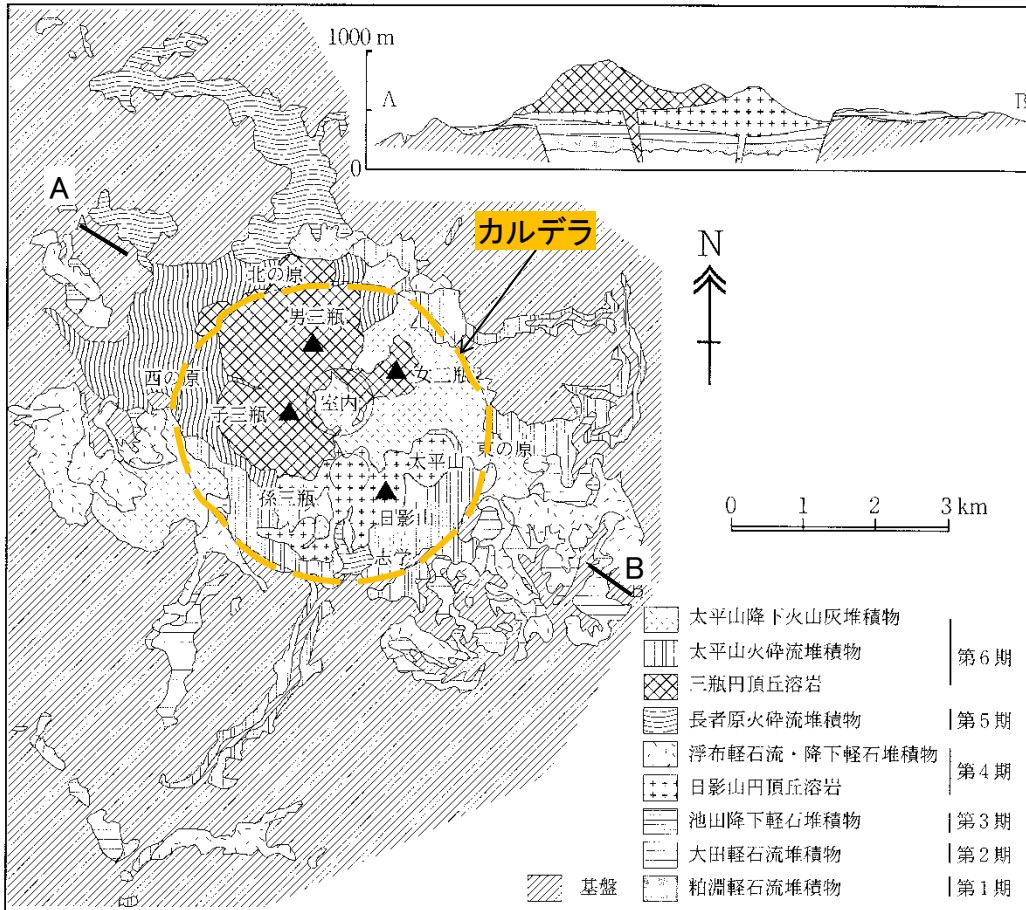 1000 m
A
B
0
A
カルデラ
N
北の原
男三瓶
女三瓶
西の原
室内
子三瓶
東の原
太平山
孫三瓶
日影山
志学
0 1 2 3 km
B
B
太平山降下火山灰堆積物
太平山火砕流堆積物
第6期
三瓶円頂丘溶岩
長者原火砕流堆積物 第5期
浮布軽石流・降下軽石堆積物
第4期
日影山円頂丘溶岩
池田降下軽石堆積物 第3期
大田軽石流堆積物 第2期
基盤 粕淵軽石流堆積物 第1期